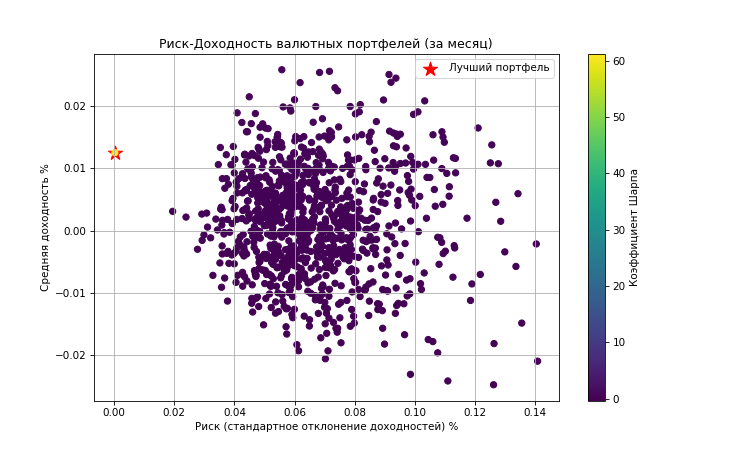 Риск-Доходность валютных портфелей (за месяц)
Лучший портфель
Средняя доходность %
0.02
0.01
0.00
−0.01
−0.02
0.00 0.02 0.04 0.06 0.08 0.10 0.12 0.14
Риск (стандартное отклонение доходностей) %
60
50
40
30
20
10
0
Коэффициент Шарпа